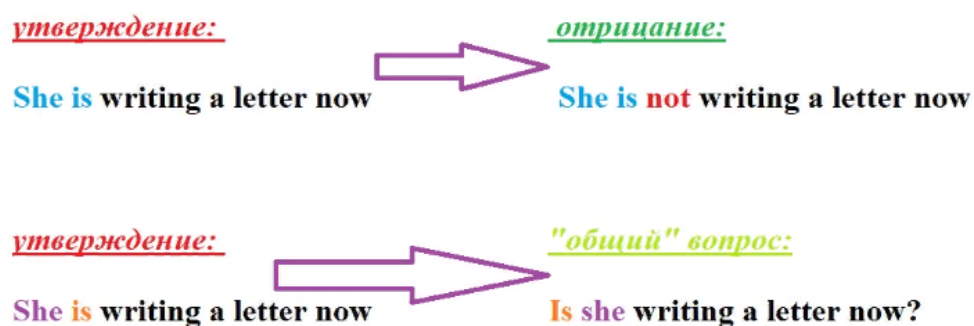 утверждение:
отрицание:
She is writing a letter now
She is not writing a letter now
утверждение:
"общий" вопрос:
She is writing a letter now
Is she writing a letter now?